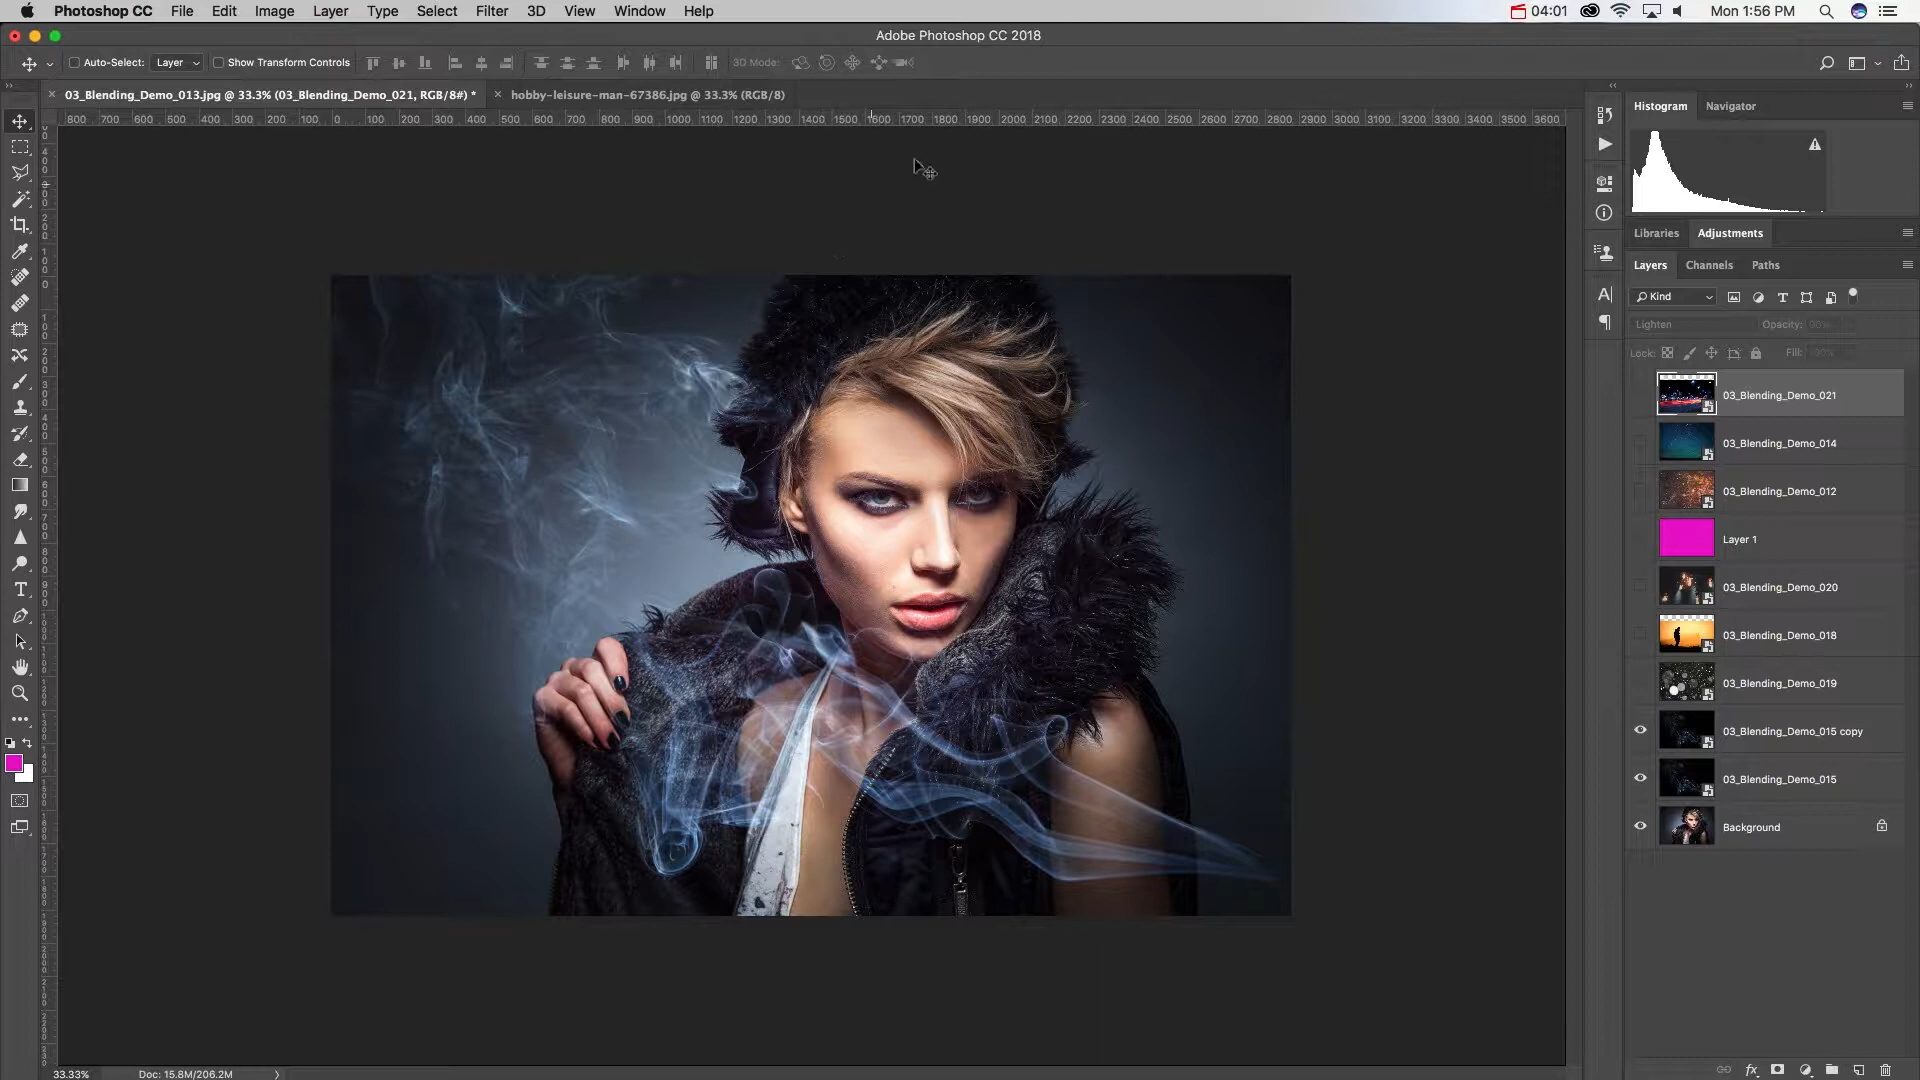 Photoshop CC File Edit Image Layer Type Select Filter 3D View Window Help 04:01 Mon 1:56 PM
Adobe Photoshop CC 2018
Auto-Select: Layer Show Transform Controls 3D Mode:
03_Blending_Demo_013.jpg @ 33.3% (03_Blending_Demo_021, RGB/8#) * hobby-leisure-man-67386.jpg @ 33.3% (RGB/8)
800 700 600 500 400 300 200 100 0 100 200 300 400 500 600 700 800 900 1000 1100 1200 1300 1400 1500 1600 1700 1800 1900 2000 2100 2200 2300 2400 2500 2600 2700 2800 2900 3000 3100 3200 3300 3400 3500 3600
Histogram Navigator
Libraries Adjustments
Layers Channels Paths
Kind
Lighten Opacity:
Lock: Fill:
03_Blending_Demo_021
03_Blending_Demo_014
03_Blending_Demo_012
Layer 1
03_Blending_Demo_020
03_Blending_Demo_018
03_Blending_Demo_019
03_Blending_Demo_015 copy
03_Blending_Demo_015
Background
33.33% Doc: 15.8M/206.2M